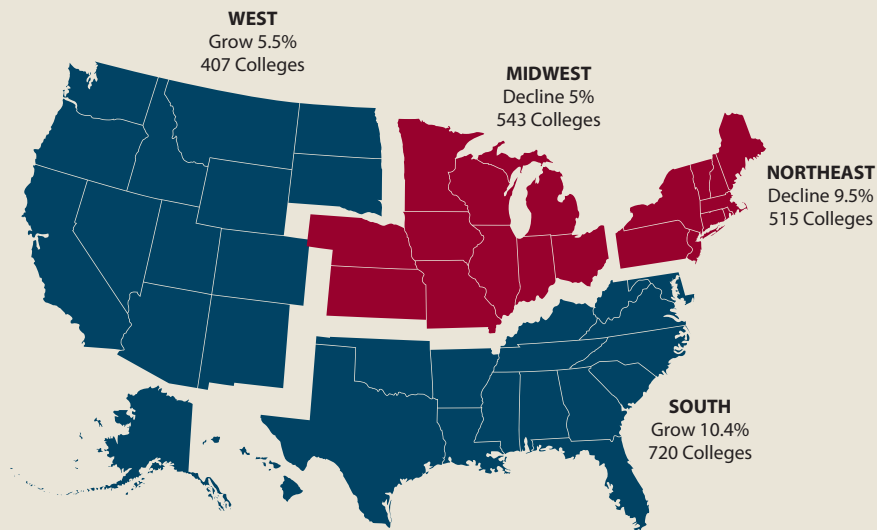 WEST
Grow 5.5%
407 Colleges
MIDWEST
Decline 5%
543 Colleges
NORTHEAST
Decline 9.5%
515 Colleges
SOUTH
Grow 10.4%
720 Colleges